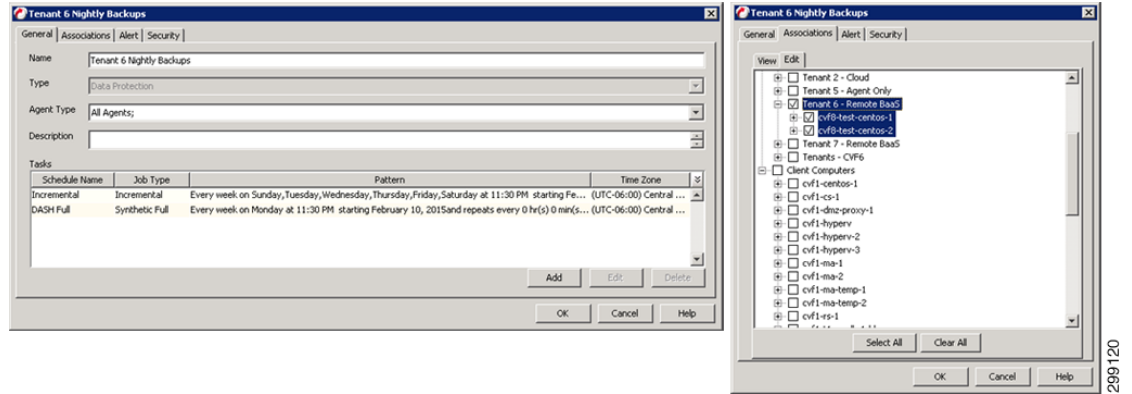 Tenant 6 Nightly Backups
General Associations Alert Security
Name Tenant 6 Nightly Backups
Type Data Protection
Agent Type All Agents;
Description
Tasks
Schedule Name Job Type Pattern Time Zone
Incremental Incremental Every week on Sunday,Tuesday,Wednesday,Thursday,Friday,Saturday at 11:30 PM starting Fe... (UTC-06:00) Central ...
DASH Full Synthetic Full Every week on Monday at 11:30 PM starting February 10, 2015and repeats every 0 hr(s) 0 min(s... (UTC-06:00) Central ...
Add Edit Delete
OK Cancel Help
Tenant 6 Nightly Backups
General Associations Alert Security
View Edit
Tenant 2 - Cloud
Tenant 5 - Agent Only
Tenant 6 - Remote BaaS
cvf8-test-centos-1
cvf8-test-centos-2
Tenant 7 - Remote BaaS
Tenants - CVF6
Client Computers
cvf1-centos-1
cvf1-cs-1
cvf1-dmz-proxy-1
cvf1-hyperv
cvf1-hyperv-2
cvf1-hyperv-3
cvf1-ma-1
cvf1-ma-2
cvf1-ma-temp-1
cvf1-ma-temp-2
cvf1-rs-1
Select All Clear All
OK Cancel Help
299120